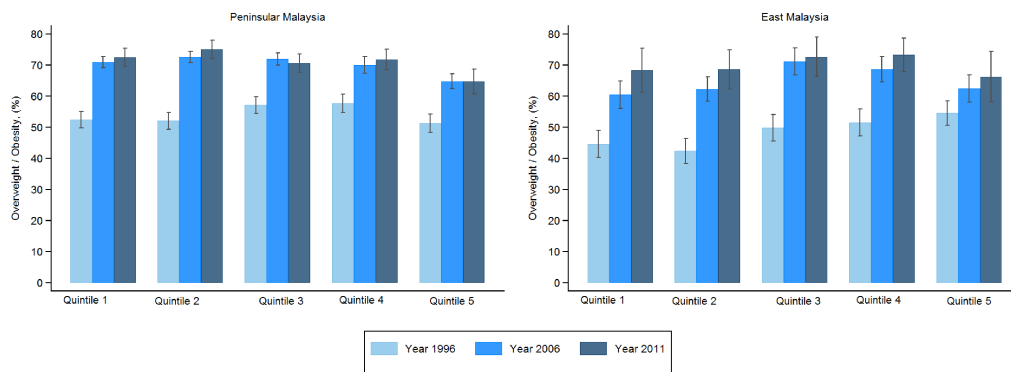 Peninsular Malaysia
Overweight / Obesity, (%)
80
70
60
50
40
30
20
10
0
Quintile 1 Quintile 2 Quintile 3 Quintile 4 Quintile 5
East Malaysia
Overweight / Obesity, (%)
80
70
60
50
40
30
20
10
0
Quintile 1 Quintile 2 Quintile 3 Quintile 4 Quintile 5
Year 1996 Year 2006 Year 2011